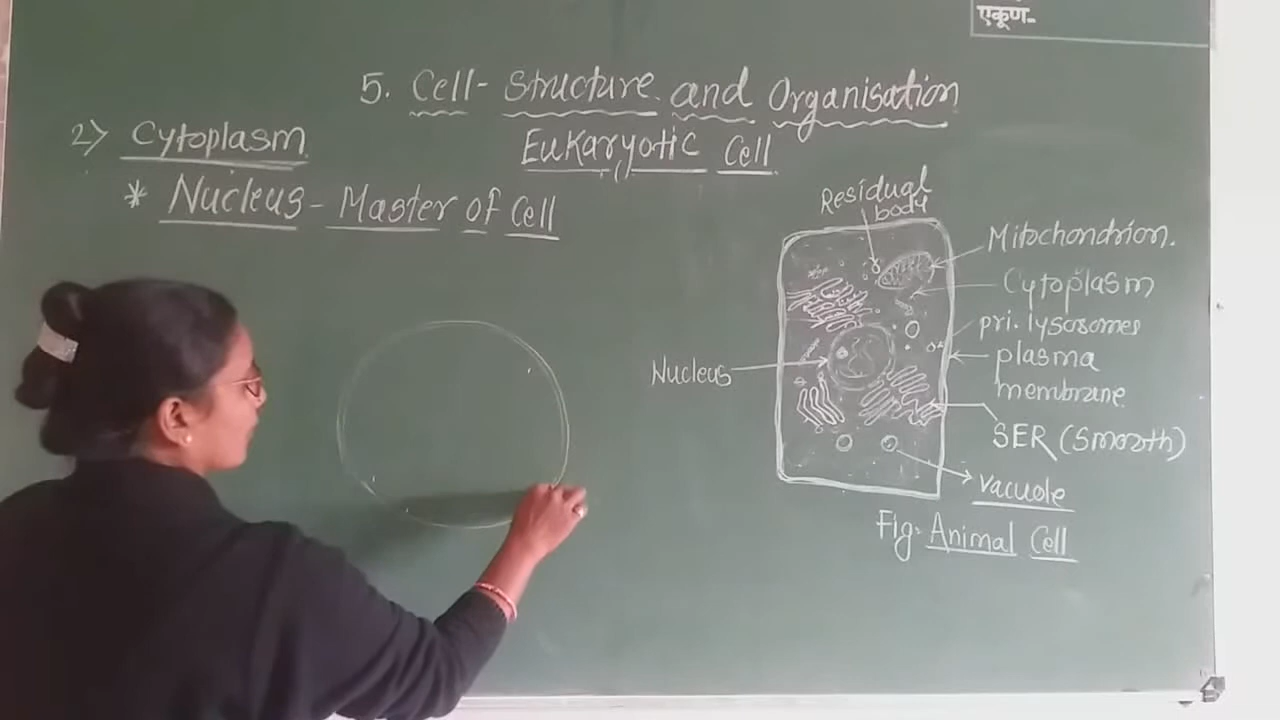 एकूण-
5. Cell- Structure and Organisation
2) Cytoplasm
Eukaryotic Cell
* Nucleus - Master of Cell
Residual
body
Mitochondrion.
Cytoplasm
pri. lysosomes
plasma
membrane
Nucleus
SER (Smooth)
vacuole
Fig: Animal Cell